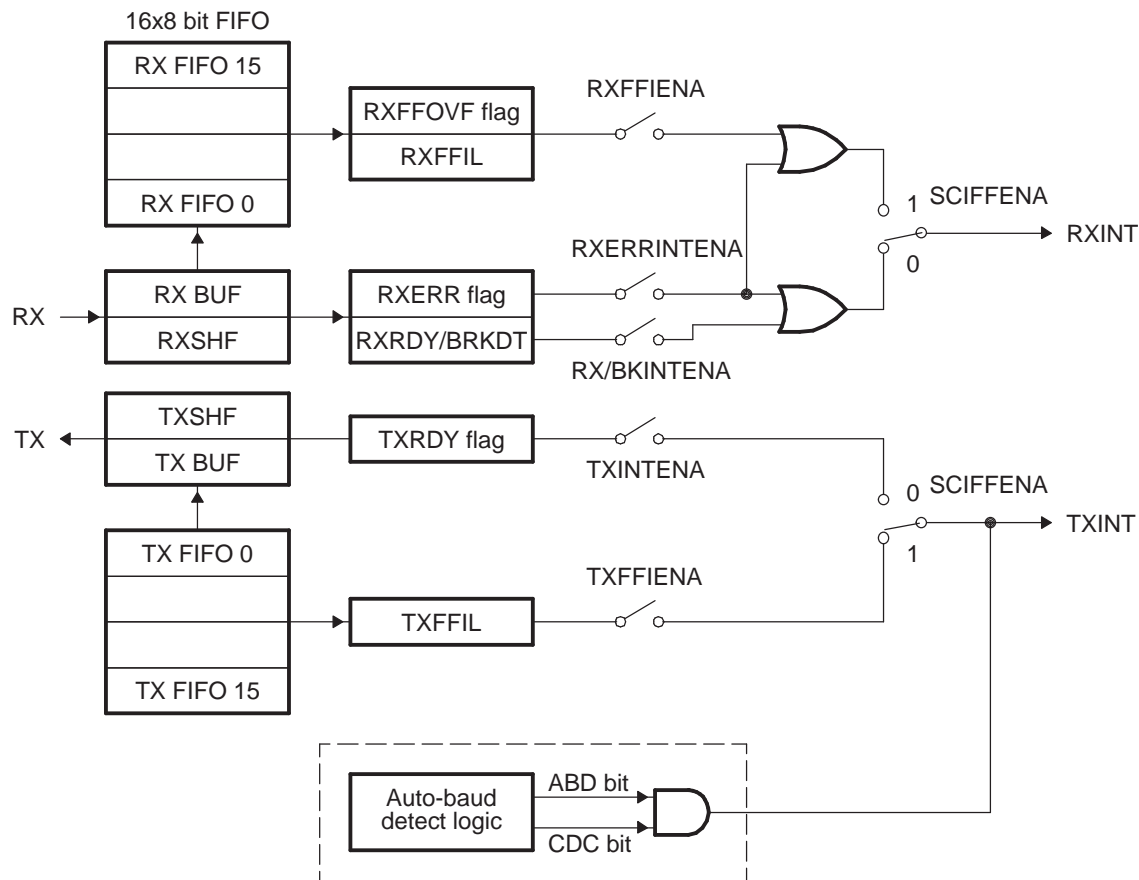 16x8 bit FIFO
RX FIFO 15
RX FIFO 0
RXFFOVF flag
RXFFIL
RXFFIENA
1
SCIFFENA
0
RXINT
RX
RX BUF
RXSHF
RXERR flag
RXRDY/BRKDT
RXERRINTENA
RX/BKINTENA
TX
TXSHF
TX BUF
TXRDY flag
TXINTENA
0
SCIFFENA
1
TXINT
TX FIFO 0
TX FIFO 15
TXFFIL
TXFFIENA
Auto-baud
detect logic
ABD bit
CDC bit